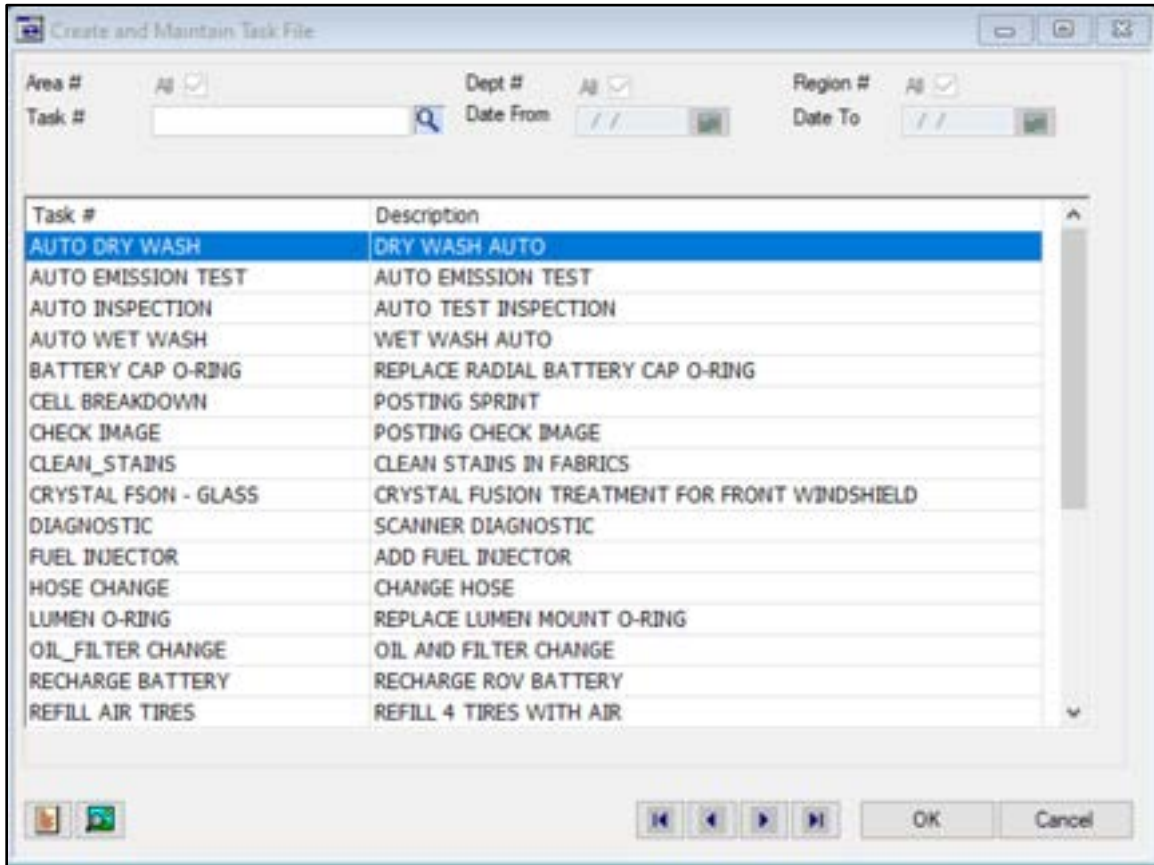 Create and Maintain Task File
Area # All Dept # All Region # All
Task # Date From / / Date To / /
Task # Description
AUTO DRY WASH DRY WASH AUTO
AUTO EMISSION TEST AUTO EMISSION TEST
AUTO INSPECTION AUTO TEST INSPECTION
AUTO WET WASH WET WASH AUTO
BATTERY CAP O-RING REPLACE RADIAL BATTERY CAP O-RING
CELL BREAKDOWN POSTING SPRINT
CHECK IMAGE POSTING CHECK IMAGE
CLEAN_STAINS CLEAN STAINS IN FABRICS
CRYSTAL FSON - GLASS CRYSTAL FUSION TREATMENT FOR FRONT WINDSHIELD
DIAGNOSTIC SCANNER DIAGNOSTIC
FUEL INJECTOR ADD FUEL INJECTOR
HOSE CHANGE CHANGE HOSE
LUMEN O-RING REPLACE LUMEN MOUNT O-RING
OIL_FILTER CHANGE OIL AND FILTER CHANGE
RECHARGE BATTERY RECHARGE ROV BATTERY
REFILL AIR TIRES REFILL 4 TIRES WITH AIR
OK Cancel